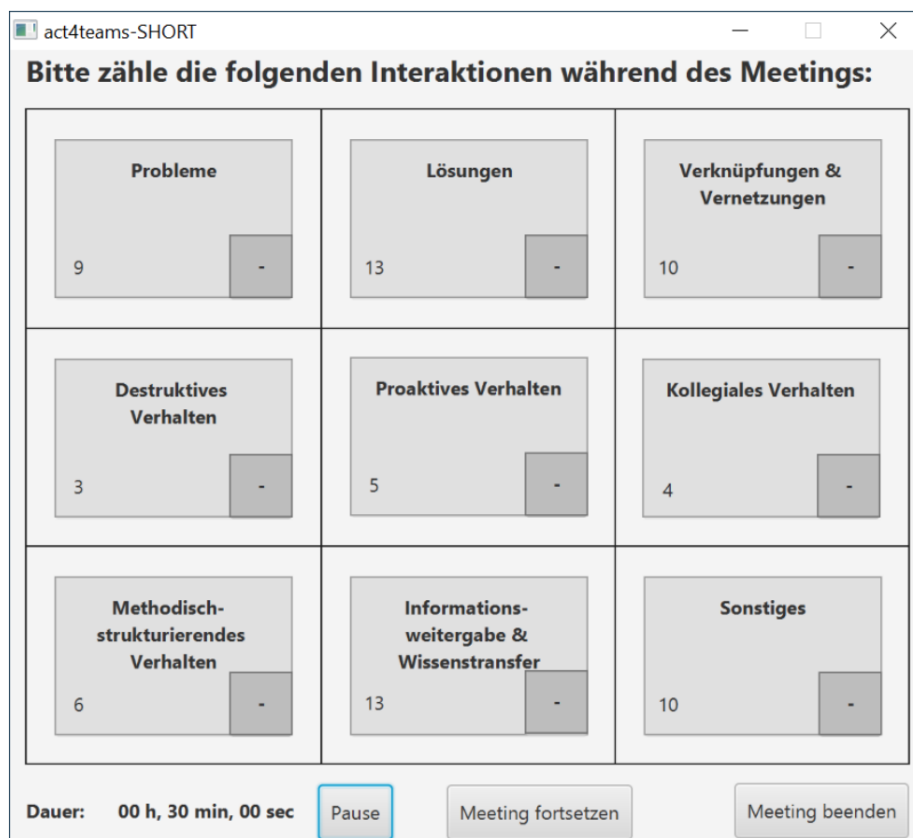 act4teams-SHORT
Bitte zähle die folgenden Interaktionen während des Meetings:
Probleme
9
-
Lösungen
13
-
Verknüpfungen &
Vernetzungen
10
-
Destruktives
Verhalten
3
-
Proaktives Verhalten
5
-
Kollegiales Verhalten
4
-
Methodisch-
strukturierendes
Verhalten
6
-
Informations-
weitergabe &
Wissenstransfer
13
-
Sonstiges
10
-
Dauer: 00 h, 30 min, 00 sec
Pause
Meeting fortsetzen
Meeting beenden